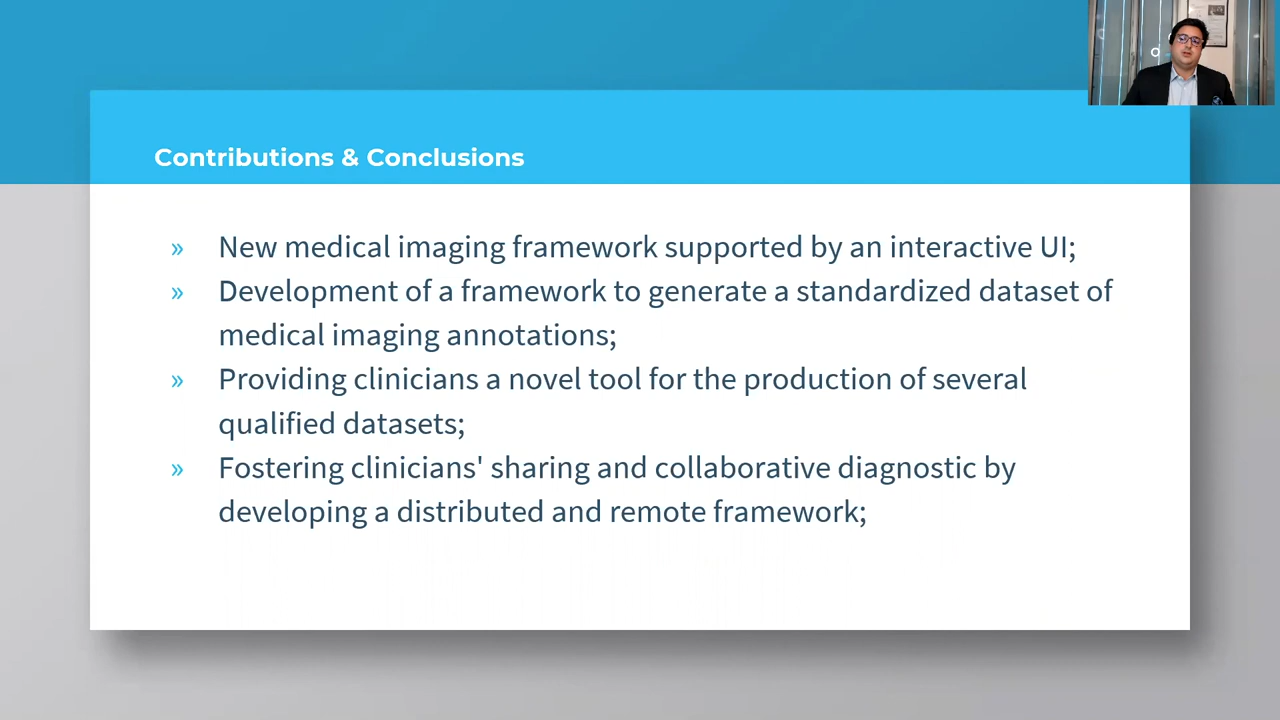 Contributions & Conclusions
» New medical imaging framework supported by an interactive UI;
» Development of a framework to generate a standardized dataset of
medical imaging annotations;
» Providing clinicians a novel tool for the production of several
qualified datasets;
» Fostering clinicians' sharing and collaborative diagnostic by
developing a distributed and remote framework;